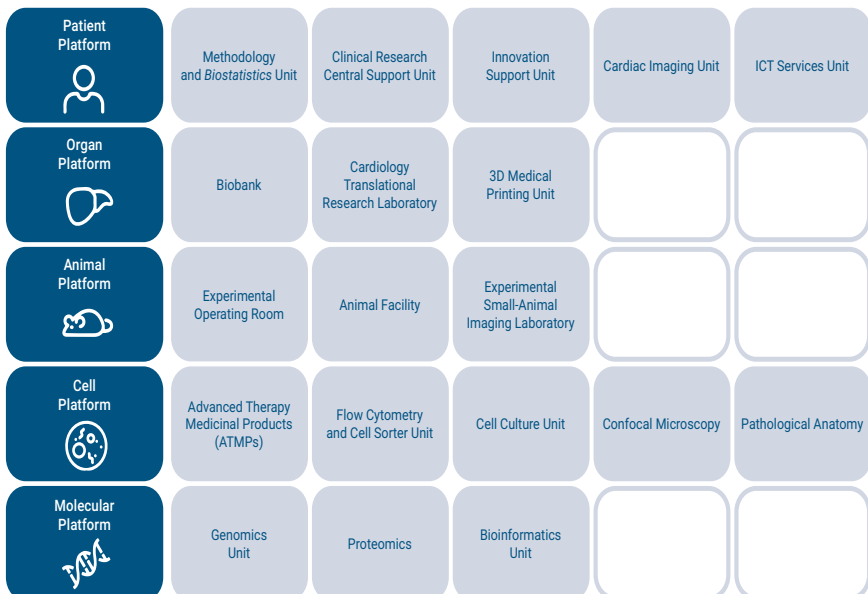 Patient
Platform
Methodology
and Biostatistics Unit
Clinical Research
Central Support Unit
Innovation
Support Unit
Cardiac Imaging Unit
ICT Services Unit
Organ
Platform
Biobank
Cardiology
Translational
Research Laboratory
3D Medical
Printing Unit
Animal
Platform
Experimental
Operating Room
Animal Facility
Experimental
Small-Animal
Imaging Laboratory
Cell
Platform
Advanced Therapy
Medicinal Products
(ATMPs)
Flow Cytometry
and Cell Sorter Unit
Cell Culture Unit
Confocal Microscopy
Pathological Anatomy
Molecular
Platform
Genomics
Unit
Proteomics
Bioinformatics
Unit